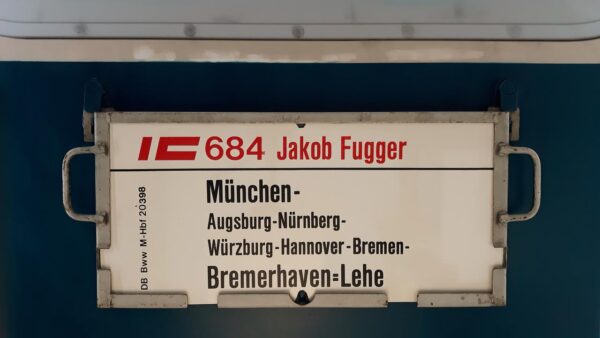 IC 684 Jakob Fugger
München-
Augsburg-Nürnberg-
Würzburg-Hannover-Bremen-
Bremerhaven=Lehe
DB Bww M-Hbf 20398